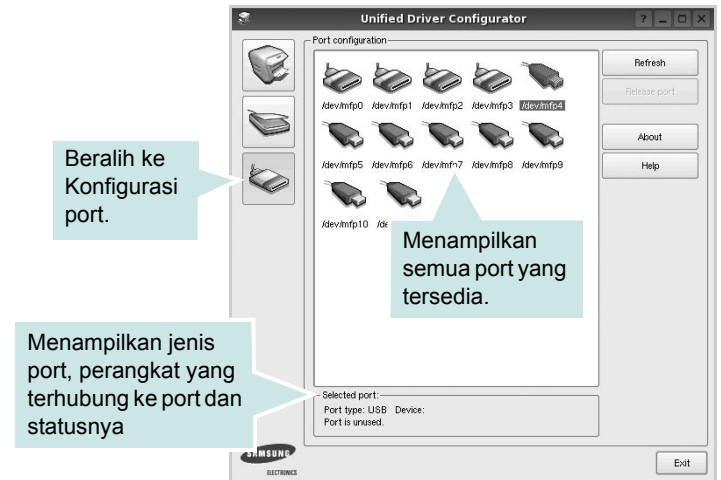 Unified Driver Configurator
Port configuration
/dev/mfp0 /dev/mfp1 /dev/mfp2 /dev/mfp3 /dev/mfp4
/dev/mfp5 /dev/mfp6 /dev/mfp7 /dev/mfp8 /dev/mfp9
/dev/mfp10
Refresh
Release port
About
Help
Beralih ke
Konfigurasi
port.
Menampilkan
semua port yang
tersedia.
Menampilkan jenis
port, perangkat yang
terhubung ke port dan
statusnya
Selected port:
Port type: USB Device:
Port is unused.
SAMSUNG
ELECTRONICS
Exit